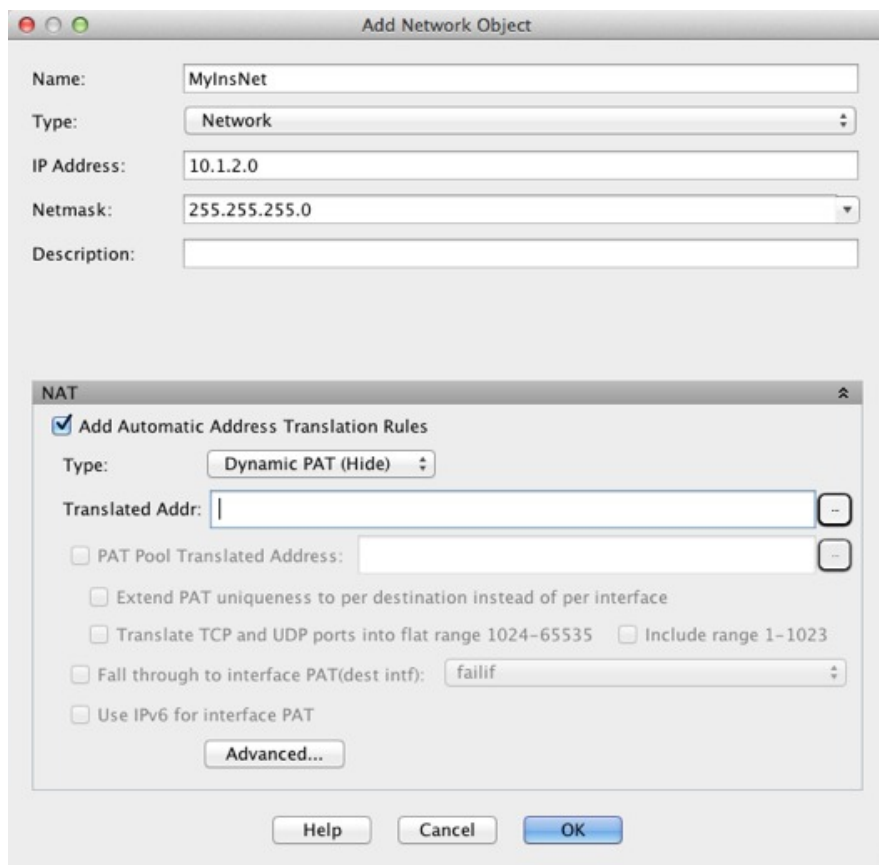 Add Network Object
Name: MyInsNet
Type: Network
IP Address: 10.1.2.0
Netmask: 255.255.255.0
Description:
NAT
Add Automatic Address Translation Rules
Type: Dynamic PAT (Hide)
Translated Addr:
PAT Pool Translated Address:
Extend PAT uniqueness to per destination instead of per interface
Translate TCP and UDP ports into flat range 1024-65535 Include range 1-1023
Fall through to interface PAT(dest intf): failif
Use IPv6 for interface PAT
Advanced...
Help Cancel OK